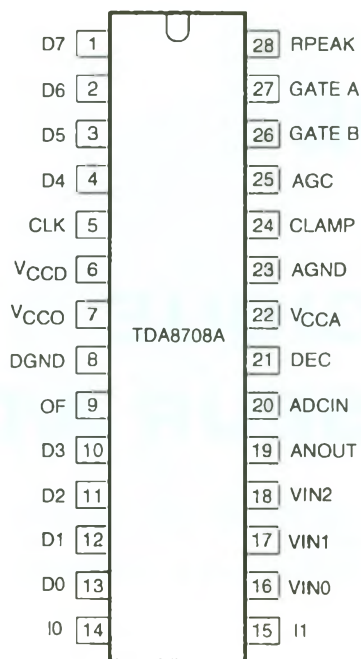 D7 1 28 RPEAK
D6 2 27 GATE A
D5 3 26 GATE B
D4 4 25 AGC
CLK 5 24 CLAMP
VCCD 6 23 AGND
VCCO 7 22 VCCA
TDA8708A
DGND 8 21 DEC
OF 9 20 ADCIN
D3 10 19 ANOUT
D2 11 18 VIN2
D1 12 17 VIN1
D0 13 16 VIN0
I0 14 15 I1